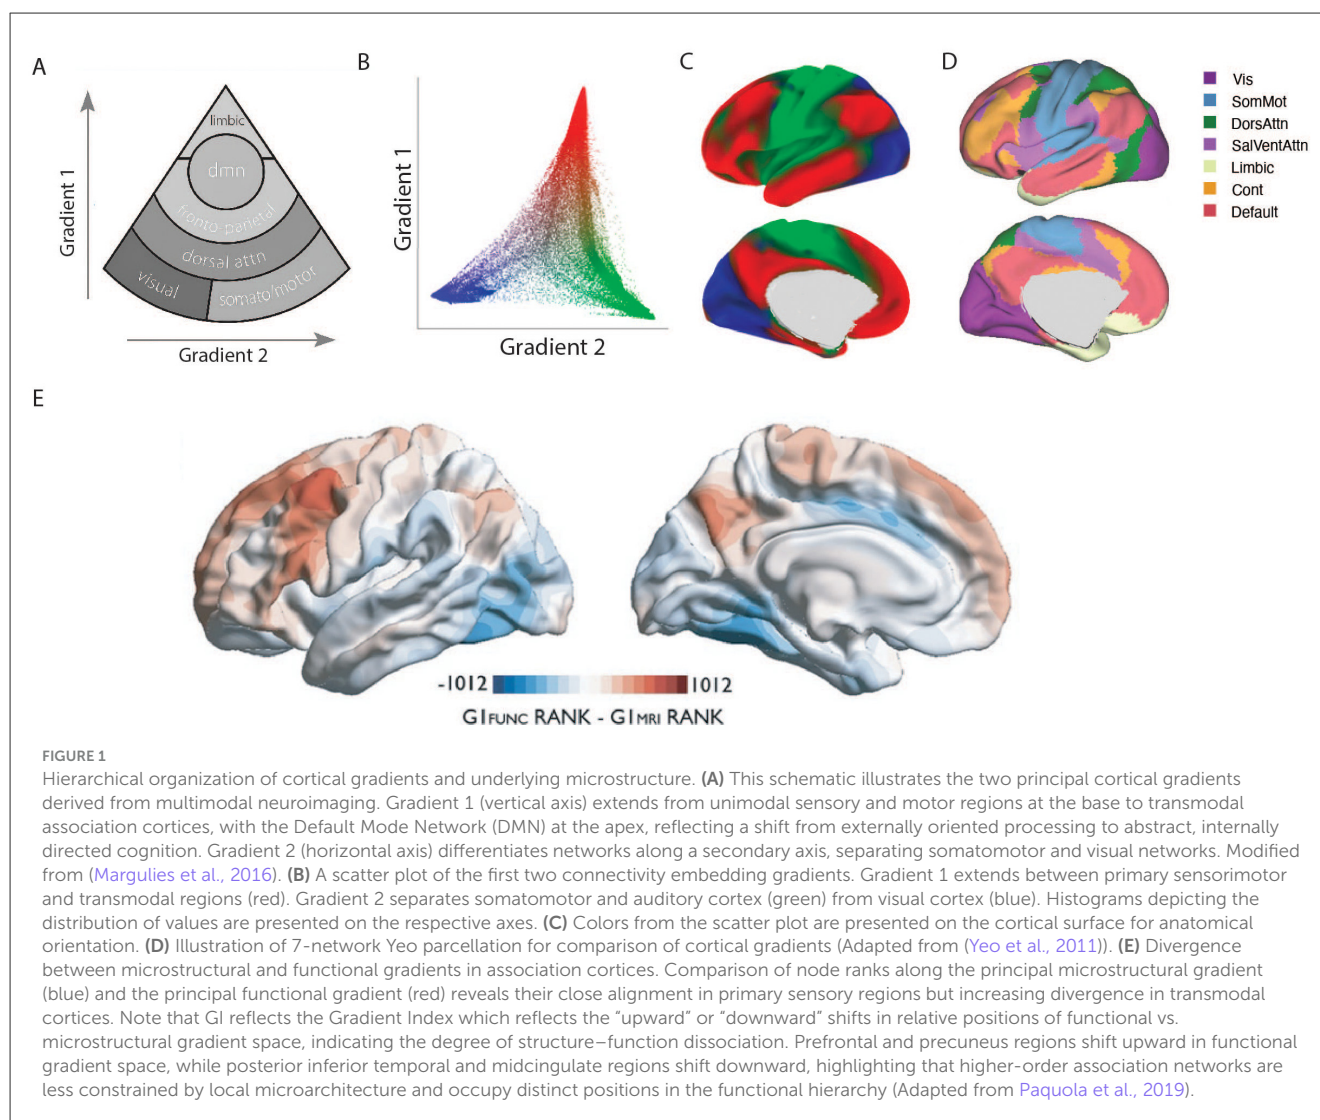 A
B
C
D
Gradient 1
limbic
dmn
fronto-parietal
dorsal attn
visual
somato/motor
Gradient 2
Gradient 1
Gradient 2
Vis
SomMot
DorsAttn
SalVentAttn
Limbic
Cont
Default
E
-1012
1012
G1FUNC RANK - G1MRI RANK
FIGURE 1
Hierarchical organization of cortical gradients and underlying microstructure. (A) This schematic illustrates the two principal cortical gradients
derived from multimodal neuroimaging. Gradient 1 (vertical axis) extends from unimodal sensory and motor regions at the base to transmodal
association cortices, with the Default Mode Network (DMN) at the apex, reflecting a shift from externally oriented processing to abstract, internally
directed cognition. Gradient 2 (horizontal axis) differentiates networks along a secondary axis, separating somatomotor and visual networks. Modified
from (Margulies et al., 2016). (B) A scatter plot of the first two connectivity embedding gradients. Gradient 1 extends between primary sensorimotor
and transmodal regions (red). Gradient 2 separates somatomotor and auditory cortex (green) from visual cortex (blue). Histograms depicting the
distribution of values are presented on the respective axes. (C) Colors from the scatter plot are presented on the cortical surface for anatomical
orientation. (D) Illustration of 7-network Yeo parcellation for comparison of cortical gradients (Adapted from (Yeo et al., 2011)). (E) Divergence
between microstructural and functional gradients in association cortices. Comparison of node ranks along the principal microstructural gradient
(blue) and the principal functional gradient (red) reveals their close alignment in primary sensory regions but increasing divergence in transmodal
cortices. Note that GI reflects the Gradient Index which reflects the “upward” or “downward” shifts in relative positions of functional vs.
microstructural gradient space, indicating the degree of structure–function dissociation. Prefrontal and precuneus regions shift upward in functional
gradient space, while posterior inferior temporal and midcingulate regions shift downward, highlighting that higher-order association networks are
less constrained by local microarchitecture and occupy distinct positions in the functional hierarchy (Adapted from Paquola et al., 2019).